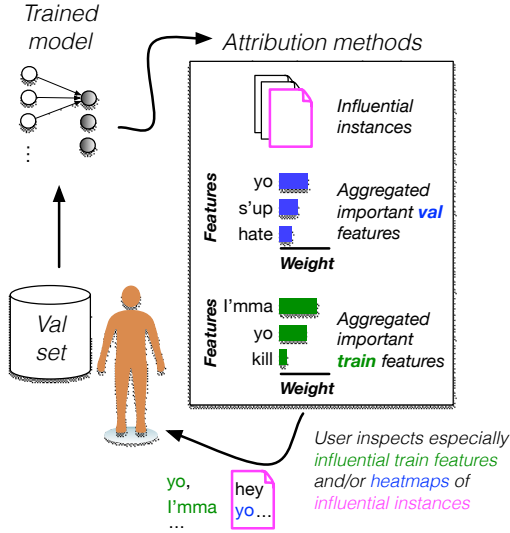 Trained
model
Attribution methods
...
Influential
instances
Features
yo
s'up
hate
Weight
Aggregated
important val
features
Features
I'mma
yo
kill
Weight
Aggregated
important
train features
Val
set
User inspects especially
influential train features
and/or heatmaps of
influential instances
yo,
I'mma
...
hey
yo...